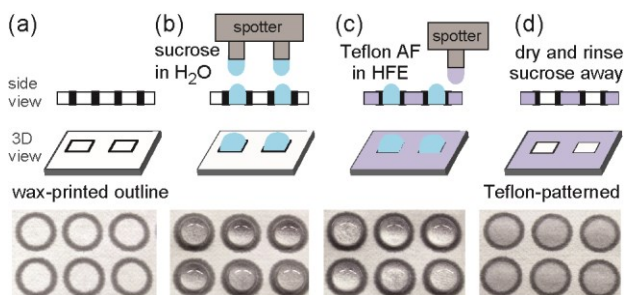 (a)
(b)
(c)
(d)
spotter
sucrose
in H₂O
spotter
Teflon AF
in HFE
dry and rinse
sucrose away
side
view
3D
view
wax-printed outline
Teflon-patterned